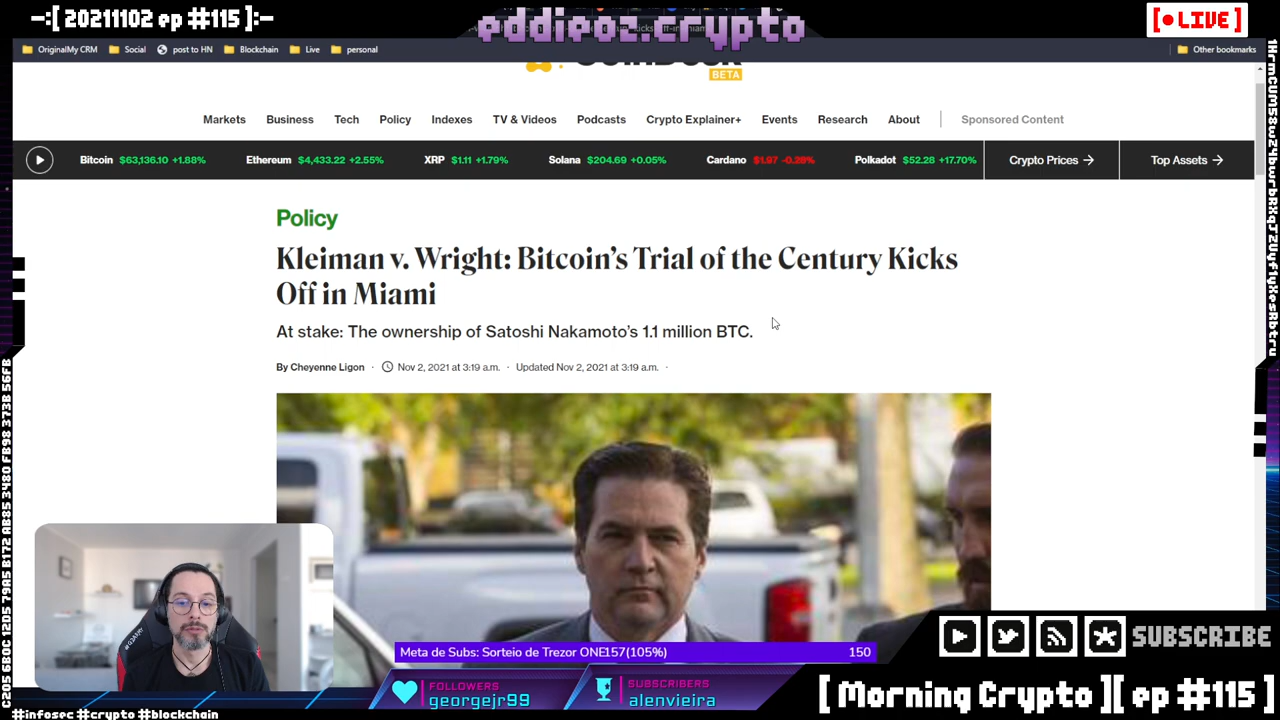 -:[ 20211102 ep #115 ]:-
eddieoz.crypto
[ • LIVE ]
OriginalMy CRM
Social
post to HN
Blockchain
Live
personal
Other bookmarks
BETA
Markets
Business
Tech
Policy
Indexes
TV & Videos
Podcasts
Crypto Explainer+
Events
Research
About
Sponsored Content
Bitcoin $63,136.10 +1.88%
Ethereum $4,433.22 +2.55%
XRP $1.11 +1.79%
Solana $204.69 +0.05%
Cardano $1.97 -0.28%
Polkadot $52.28 +17.70%
Crypto Prices →
Top Assets →
Policy
Kleiman v. Wright: Bitcoin’s Trial of the Century Kicks
Off in Miami
At stake: The ownership of Satoshi Nakamoto’s 1.1 million BTC.
By Cheyenne Ligon · Nov 2, 2021 at 3:19 a.m. · Updated Nov 2, 2021 at 3:19 a.m. ·
Meta de Subs: Sorteio de Trezor ONE157(105%) 150
FOLLOWERS
georgejr99
SUBSCRIBERS
alenvieira
SUBSCRIBE
[ Morning Crypto ][ ep #115 ]
#infosec #crypto #blockchain